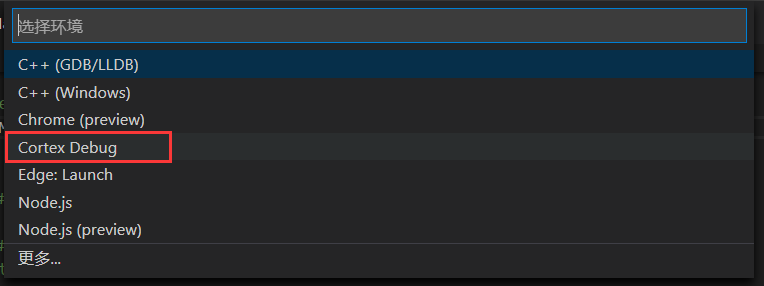 选择环境
C++ (GDB/LLDB)
C++ (Windows)
Chrome (preview)
Cortex Debug
Edge: Launch
Node.js
Node.js (preview)
更多...